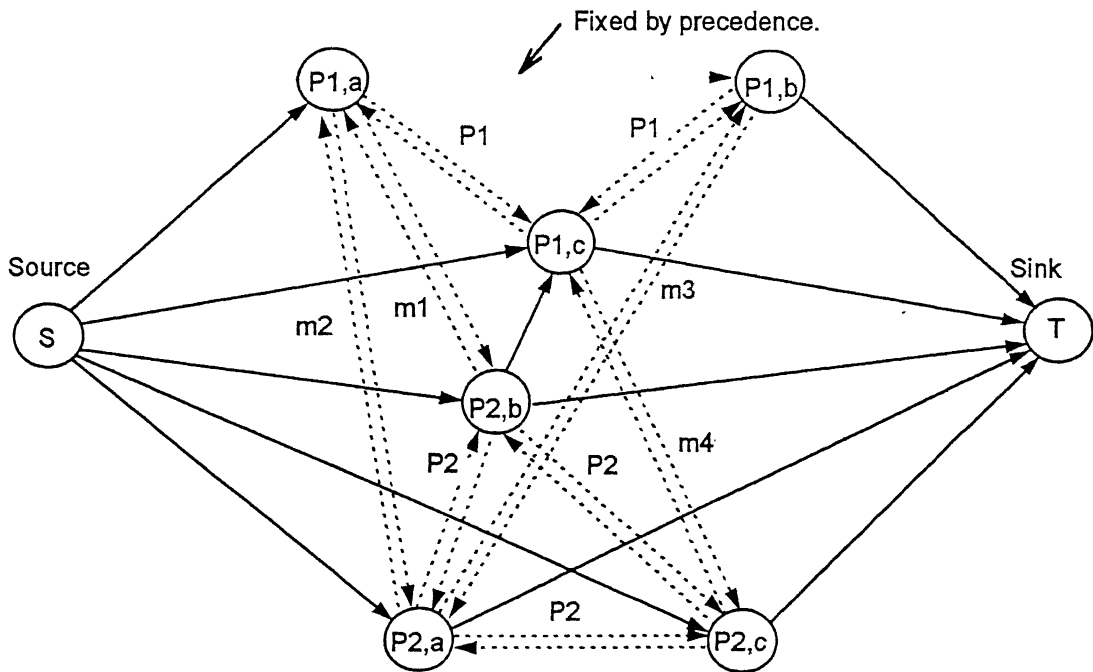 Fixed by precedence.
P1,a
P1,b
P1
P1
P1,c
Source
Sink
m2
m1
m3
S
T
P2,b
P2
P2
m4
P2
P2,a
P2,c